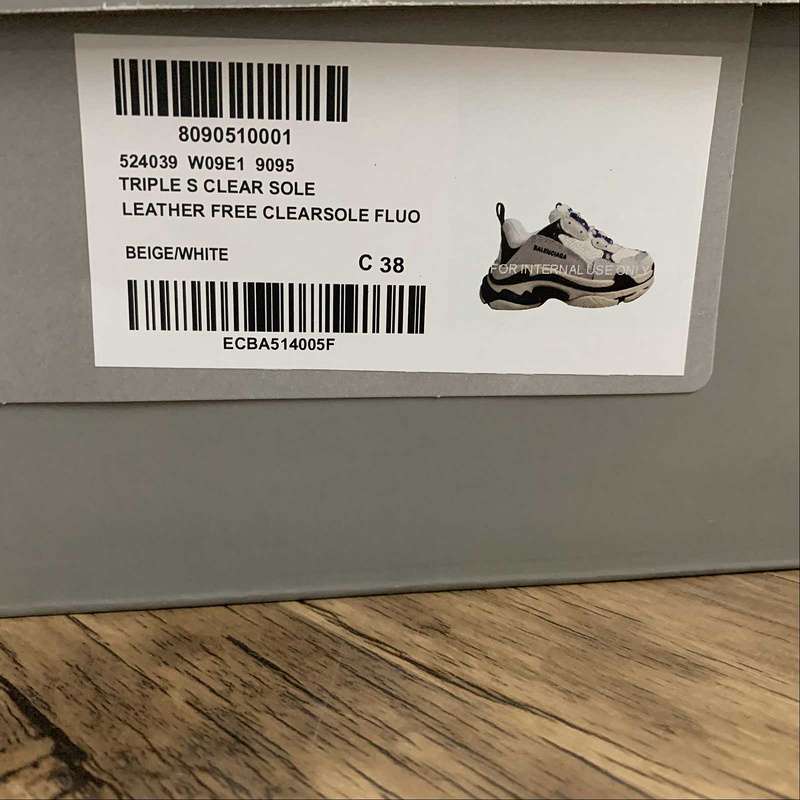 8090510001
524039 W09E1 9095
TRIPLE S CLEAR SOLE
LEATHER FREE CLEARSOLE FLUO
BEIGE/WHITE
C 38
BALENCIAGA
FOR INTERNAL USE ONLY
ECBA514005F